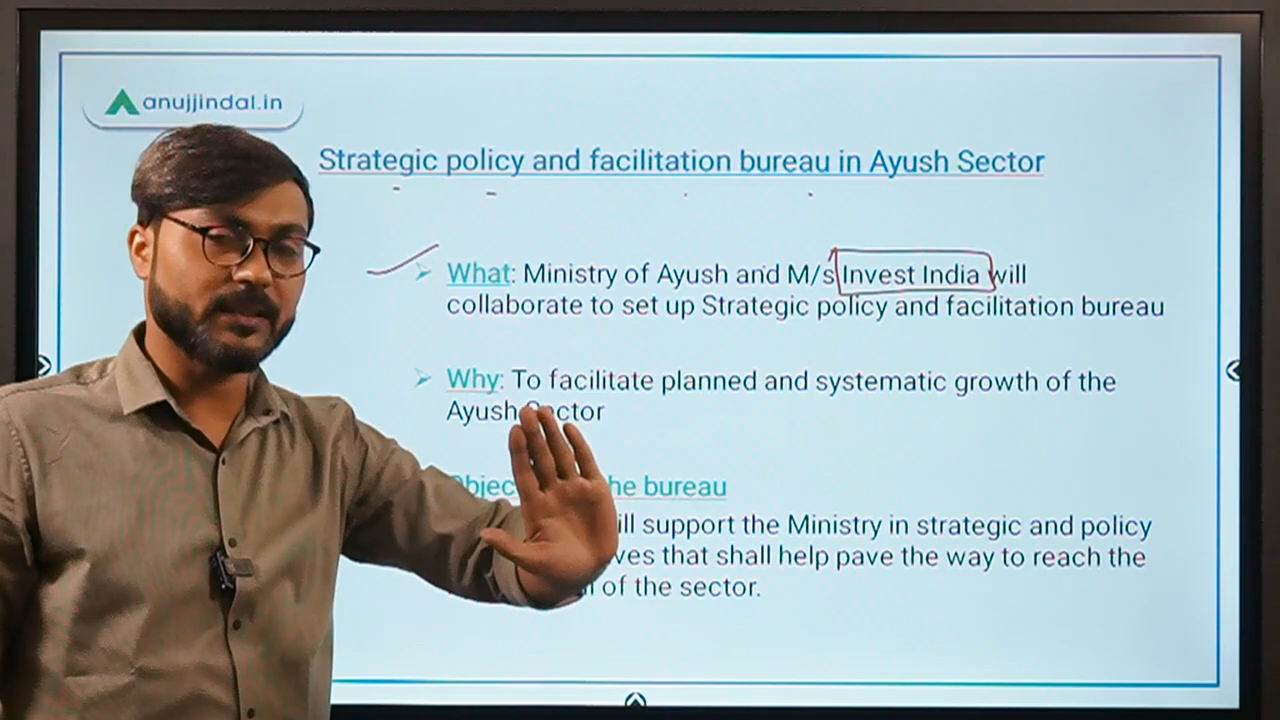 anujjindal.in
Strategic policy and facilitation bureau in Ayush Sector
➢ What: Ministry of Ayush and M/s Invest India will
collaborate to set up Strategic policy and facilitation bureau
➢ Why: To facilitate planned and systematic growth of the
Ayush Sector
he bureau
ill support the Ministry in strategic and policy
ves that shall help pave the way to reach the
of the sector.